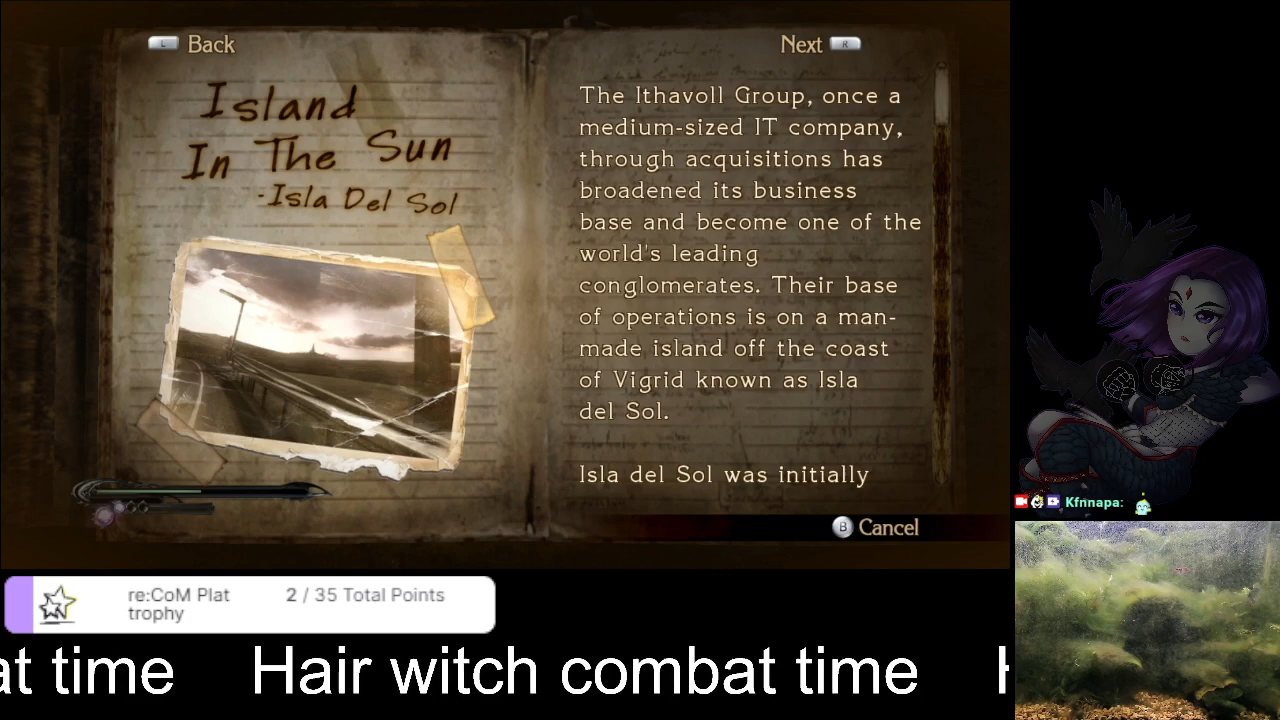 L Back
Next R
Island
In The Sun
-Isla Del Sol
The Ithavoll Group, once a
medium-sized IT company,
through acquisitions has
broadened its business
base and become one of the
world's leading
conglomerates. Their base
of operations is on a man-
made island off the coast
of Vigrid known as Isla
del Sol.
Isla del Sol was initially
B Cancel
Kfnnapa:
re:CoM Plat 2 / 35 Total Points
trophy
at time Hair witch combat time